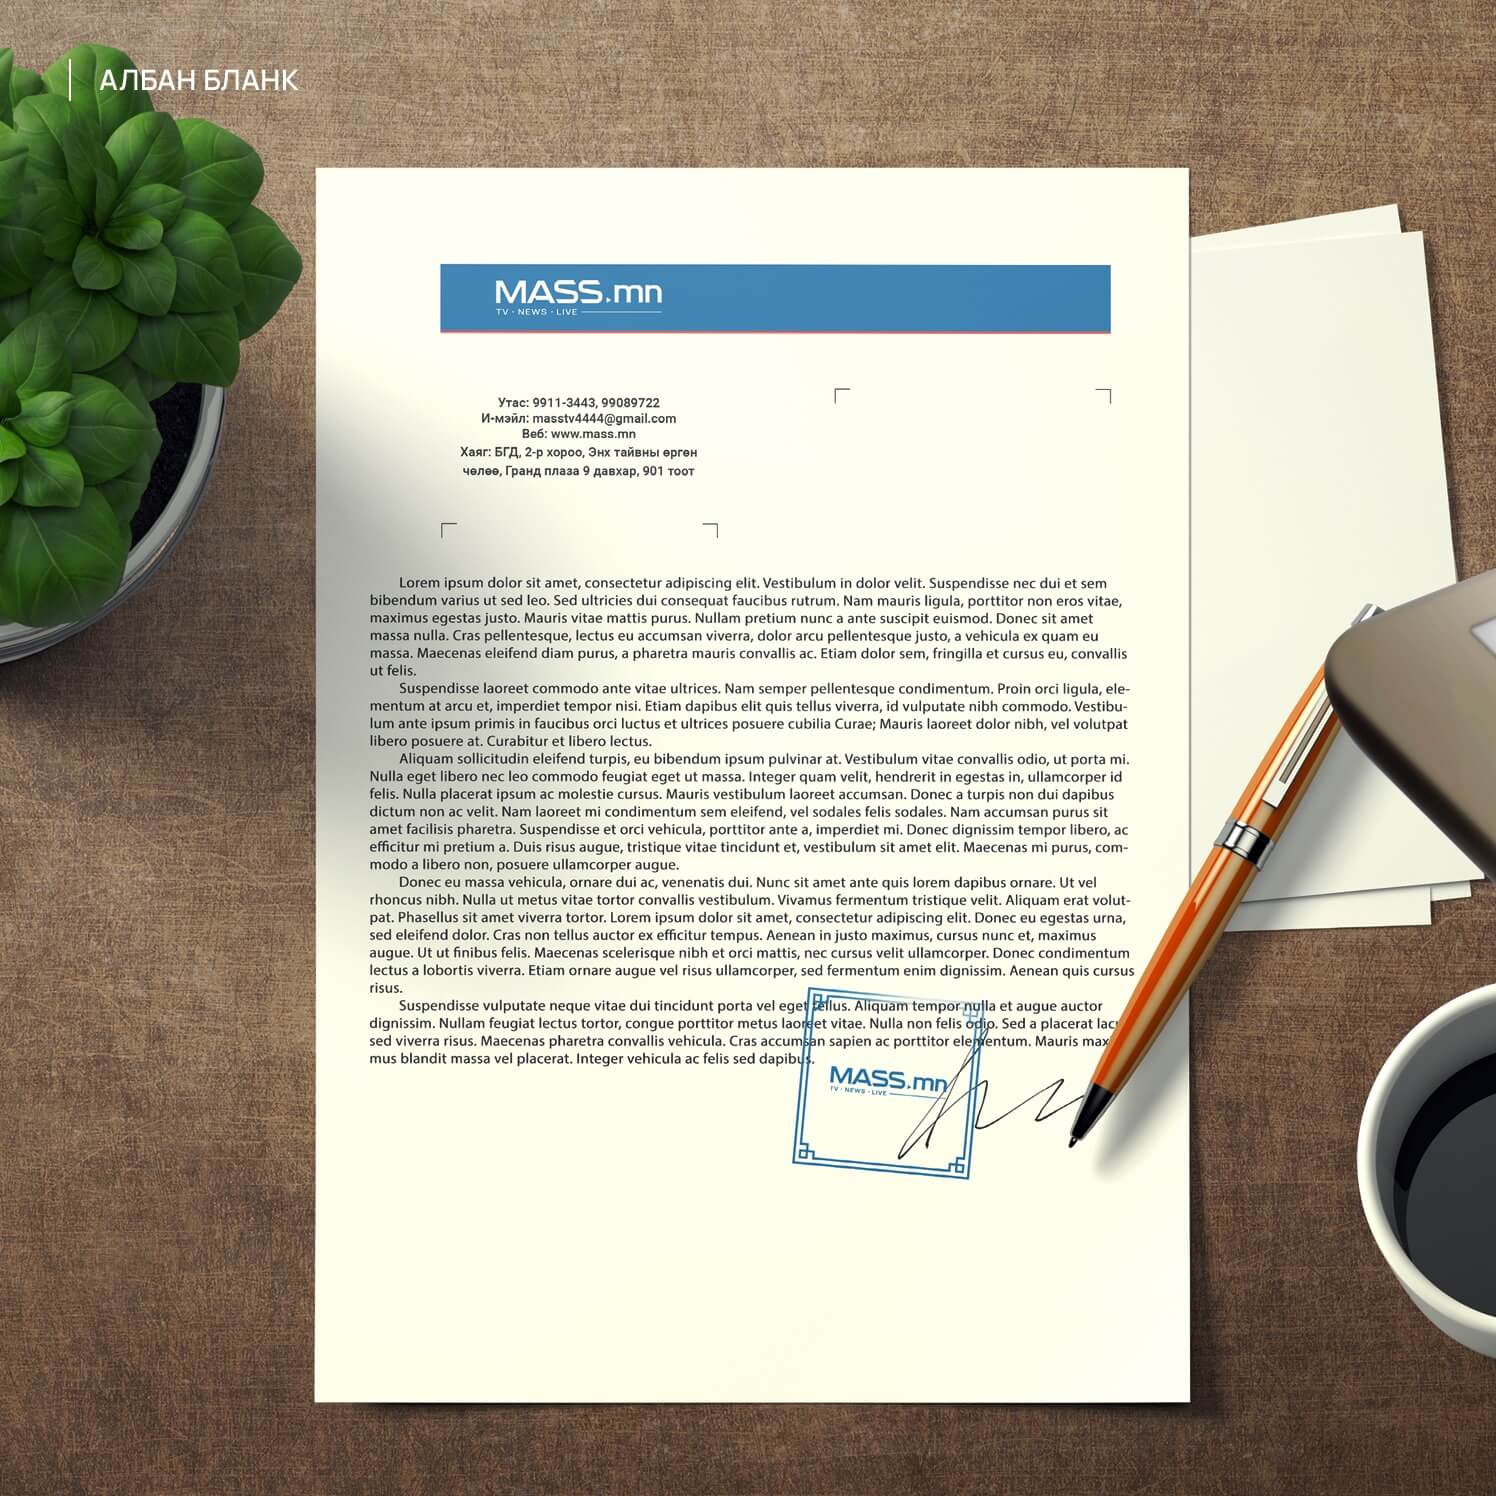 АЛБАН БЛАНК
MASS.mn
TV · NEWS · LIVE
Утас: 9911-3443, 99089722
И-мэйл: masstv4444@gmail.com
Веб: www.mass.mn
Хаяг: БГД, 2-р хороо, Энх тайвны өргөн
чөлөө, Гранд плаза 9 давхар, 901 тоот
Lorem ipsum dolor sit amet, consectetur adipiscing elit. Vestibulum in dolor velit. Suspendisse nec dui et sem
bibendum varius ut sed leo. Sed ultricies dui consequat faucibus rutrum. Nam mauris ligula, porttitor non eros vitae,
maximus egestas justo. Mauris vitae mattis purus. Nullam pretium nunc a ante suscipit euismod. Donec sit amet
massa nulla. Cras pellentesque, lectus eu accumsan viverra, dolor arcu pellentesque justo, a vehicula ex quam eu
massa. Maecenas eleifend diam purus, a pharetra mauris convallis ac. Etiam dolor sem, fringilla et cursus eu, convallis
ut felis.
Suspendisse laoreet commodo ante vitae ultrices. Nam semper pellentesque condimentum. Proin orci ligula, ele-
mentum at arcu et, imperdiet tempor nisi. Etiam dapibus elit quis tellus viverra, id vulputate nibh commodo. Vestibu-
lum ante ipsum primis in faucibus orci luctus et ultrices posuere cubilia Curae; Mauris laoreet dolor nibh, vel volutpat
libero posuere at. Curabitur et libero lectus.
Aliquam sollicitudin eleifend turpis, eu bibendum ipsum pulvinar at. Vestibulum vitae convallis odio, ut porta mi.
Nulla eget libero nec leo commodo feugiat eget ut massa. Integer quam velit, hendrerit in egestas in, ullamcorper id
felis. Nulla placerat ipsum ac molestie cursus. Mauris vestibulum laoreet accumsan. Donec a turpis non dui dapibus
dictum non ac velit. Nam laoreet mi condimentum sem eleifend, vel sodales felis sodales. Nam accumsan purus sit
amet facilisis pharetra. Suspendisse et orci vehicula, porttitor ante a, imperdiet mi. Donec dignissim tempor libero, ac
efficitur mi pretium a. Duis risus augue, tristique vitae tincidunt et, vestibulum sit amet elit. Maecenas mi purus, com-
modo a libero non, posuere ullamcorper augue.
Donec eu massa vehicula, ornare dui ac, venenatis dui. Nunc sit amet ante quis lorem dapibus ornare. Ut vel
rhoncus nibh. Nulla ut metus vitae tortor convallis vestibulum. Vivamus fermentum tristique velit. Aliquam erat volut-
pat. Phasellus sit amet viverra tortor. Lorem ipsum dolor sit amet, consectetur adipiscing elit. Donec eu egestas urna,
sed eleifend dolor. Cras non tellus auctor ex efficitur tempus. Aenean in justo maximus, cursus nunc et, maximus
augue. Ut ut finibus felis. Maecenas scelerisque nibh et orci mattis, nec cursus velit ullamcorper. Donec condimentum
lectus a lobortis viverra. Etiam ornare augue vel risus ullamcorper, sed fermentum enim dignissim. Aenean quis cursus
risus.
Suspendisse vulputate neque vitae dui tincidunt porta vel eget tellus. Aliquam tempor nulla et augue auctor
dignissim. Nullam feugiat lectus tortor, congue porttitor metus laoreet vitae. Nulla non felis odio. Sed a placerat
sed viverra risus. Maecenas pharetra convallis vehicula. Cras accumsan sapien ac porttitor elementum. Mauris
mus blandit massa vel placerat. Integer vehicula ac felis sed dapibus.
MASS.mn
TV · NEWS · LIVE